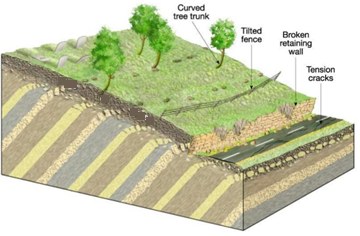 Curved
tree trunk
Tilted
fence
Broken
retaining
wall
Tension
cracks